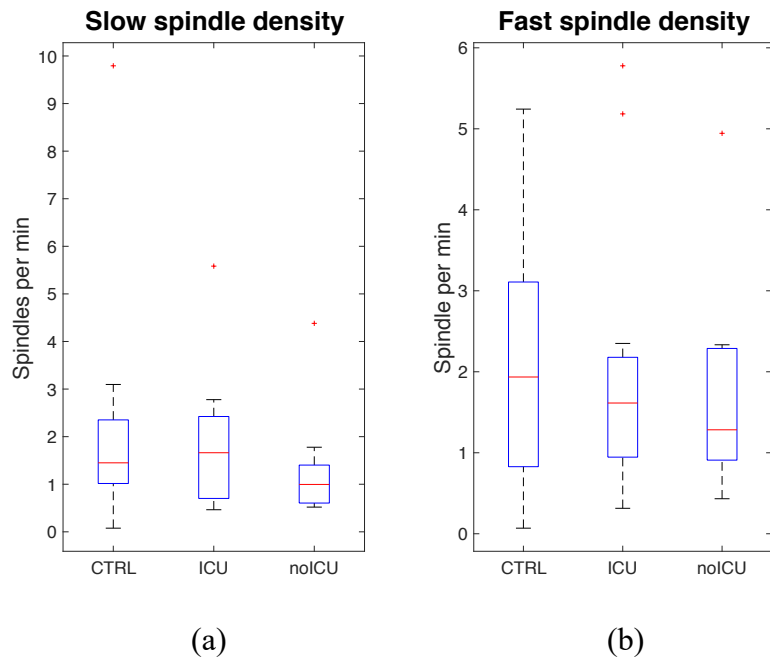 Slow spindle density
Spindles per min
10
9
8
7
6
5
4
3
2
1
0
CTRL
ICU
noICU
(a)
Fast spindle density
Spindle per min
6
5
4
3
2
1
0
CTRL
ICU
noICU
(b)